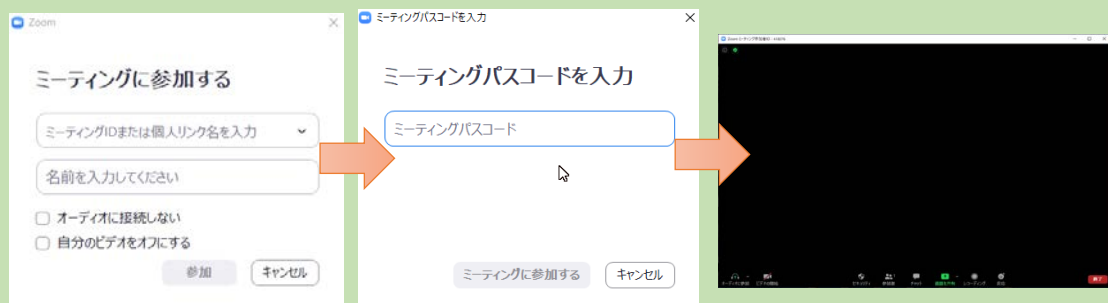 Zoom
ミーティングに参加する
ミーティングIDまたは個人リンク名を入力
名前を入力してください
オーディオに接続しない
自分のビデオをオフにする
参加
キャンセル
ミーティングパスコードを入力
ミーティングパスコードを入力
ミーティングパスコード
ミーティングに参加する
キャンセル
終了